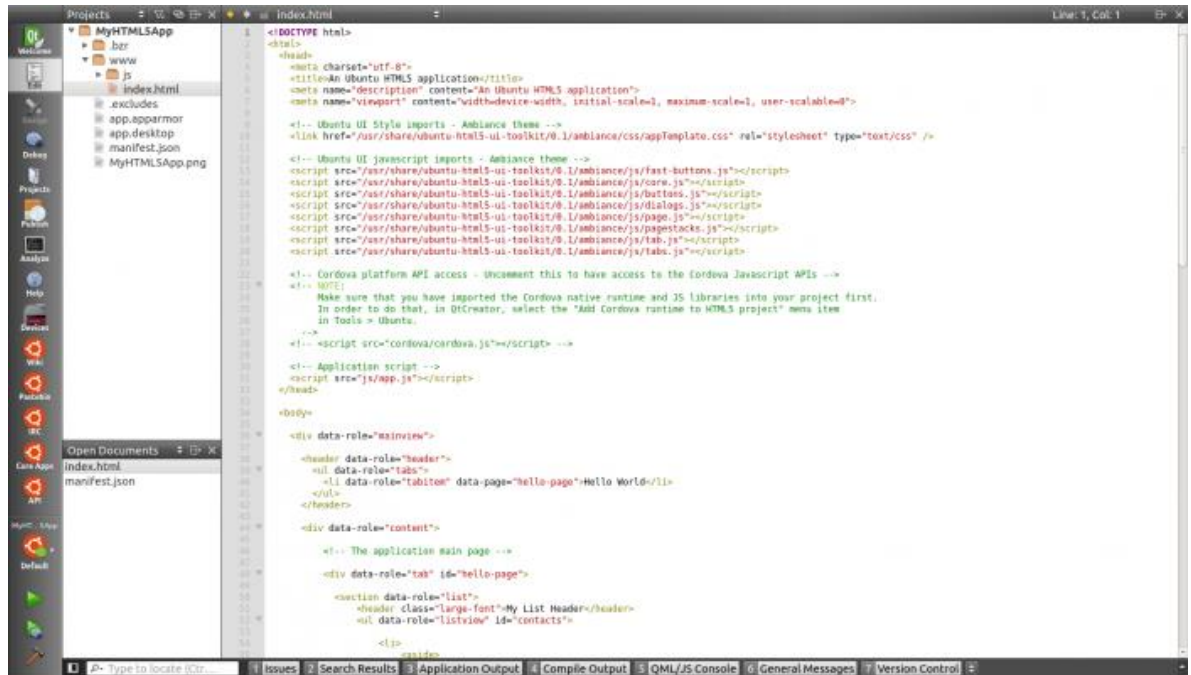 Projects
index.html
Line: 1, Col: 1
Welcome
Edit
Design
Debug
Projects
Publish
Analyze
Help
Devices
Wiki
Pastebin
IRC
Core Apps
API
MyHT...5App
Default
MyHTML5App
.bzr
www
js
index.html
.excludes
app.apparmor
app.desktop
manifest.json
MyHTML5App.png
Open Documents
index.html
manifest.json
1 <!DOCTYPE html>
<html>
<head>
<meta charset="utf-8">
<title>An Ubuntu HTML5 application</title>
<meta name="description" content="An Ubuntu HTML5 application">
<meta name="viewport" content="width=device-width, initial-scale=1, maximum-scale=1, user-scalable=0">
<!-- Ubuntu UI Style imports - Ambiance theme -->
<link href="/usr/share/ubuntu-html5-ui-toolkit/0.1/ambiance/css/appTemplate.css" rel="stylesheet" type="text/css" />
<!-- Ubuntu UI javascript imports - Ambiance theme -->
<script src="/usr/share/ubuntu-html5-ui-toolkit/0.1/ambiance/js/fast-buttons.js"></script>
<script src="/usr/share/ubuntu-html5-ui-toolkit/0.1/ambiance/js/core.js"></script>
<script src="/usr/share/ubuntu-html5-ui-toolkit/0.1/ambiance/js/buttons.js"></script>
<script src="/usr/share/ubuntu-html5-ui-toolkit/0.1/ambiance/js/dialogs.js"></script>
<script src="/usr/share/ubuntu-html5-ui-toolkit/0.1/ambiance/js/page.js"></script>
<script src="/usr/share/ubuntu-html5-ui-toolkit/0.1/ambiance/js/pagestacks.js"></script>
<script src="/usr/share/ubuntu-html5-ui-toolkit/0.1/ambiance/js/tab.js"></script>
<script src="/usr/share/ubuntu-html5-ui-toolkit/0.1/ambiance/js/tabs.js"></script>
<!-- Cordova platform API access - Uncomment this to have access to the Cordova Javascript APIs -->
<!-- NOTE:
Make sure that you have imported the Cordova native runtime and JS libraries into your project first.
In order to do that, in QtCreator, select the "Add Cordova runtime to HTML5 project" menu item
in Tools > Ubuntu.
-->
<!-- <script src="cordova/cordova.js"></script> -->
<!-- Application script -->
<script src="js/app.js"></script>
</head>
<body>
<div data-role="mainview">
<header data-role="header">
<ul data-role="tabs">
<li data-role="tabitem" data-page="hello-page">Hello World</li>
</ul>
</header>
<div data-role="content">
<!-- The application main page -->
<div data-role="tab" id="hello-page">
<section data-role="list">
<header class="large-font">My List Header</header>
<ul data-role="listview" id="contacts">
<li>
<aside>
Type to locate (Ctr...
1 Issues 2 Search Results 3 Application Output 4 Compile Output 5 QML/JS Console 6 General Messages 7 Version Control